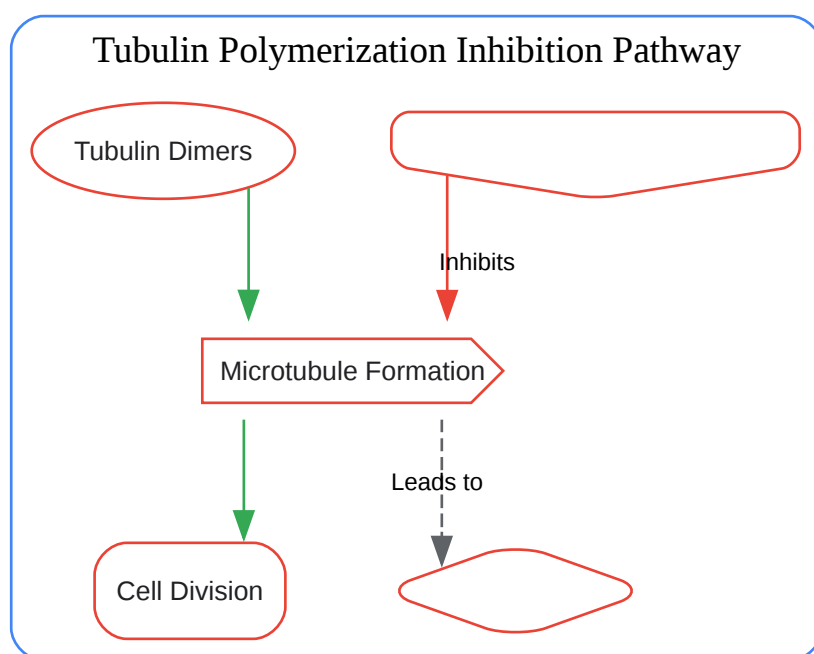 Tubulin Polymerization Inhibition Pathway
Tubulin Dimers
Inhibits
Microtubule Formation
Leads to
Cell Division